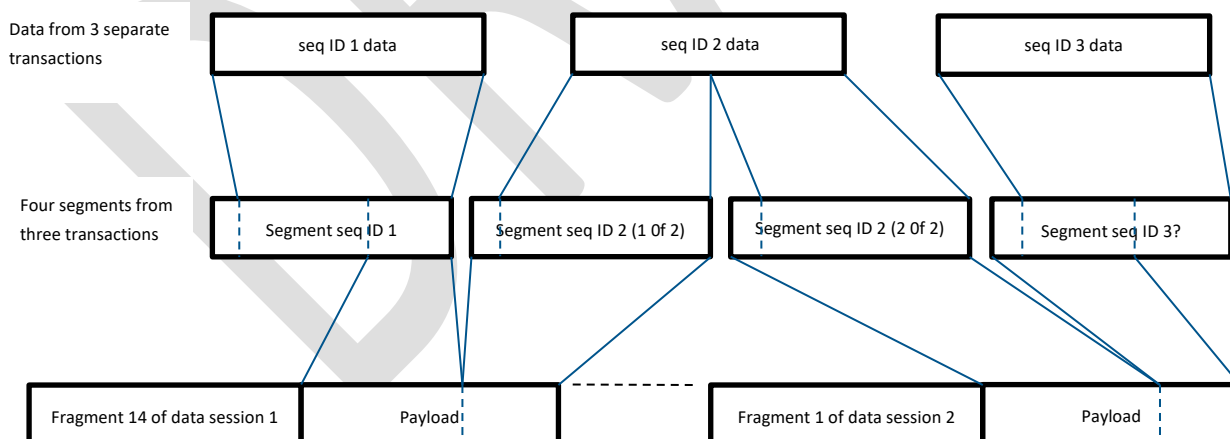 Data from 3 separate
transactions
seq ID 1 data
seq ID 2 data
seq ID 3 data
Four segments from
three transactions
Segment seq ID 1
Segment seq ID 2 (1 0f 2)
Segment seq ID 2 (2 0f 2)
Segment seq ID 3?
Fragment 14 of data session 1
Payload
Fragment 1 of data session 2
Payload